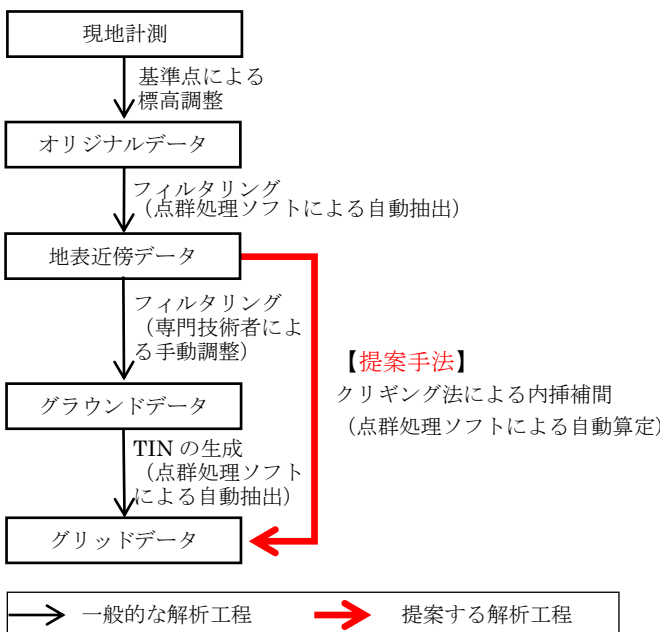 現地計測
基準点による
標高調整
オリジナルデータ
フィルタリング
（点群処理ソフトによる自動抽出）
地表近傍データ
フィルタリング
（専門技術者によ
る手動調整）
【提案手法】
クリギング法による内挿補間
（点群処理ソフトによる自動算定）
グラウンドデータ
TIN の生成
（点群処理ソフト
による自動抽出）
グリッドデータ
一般的な解析工程
提案する解析工程